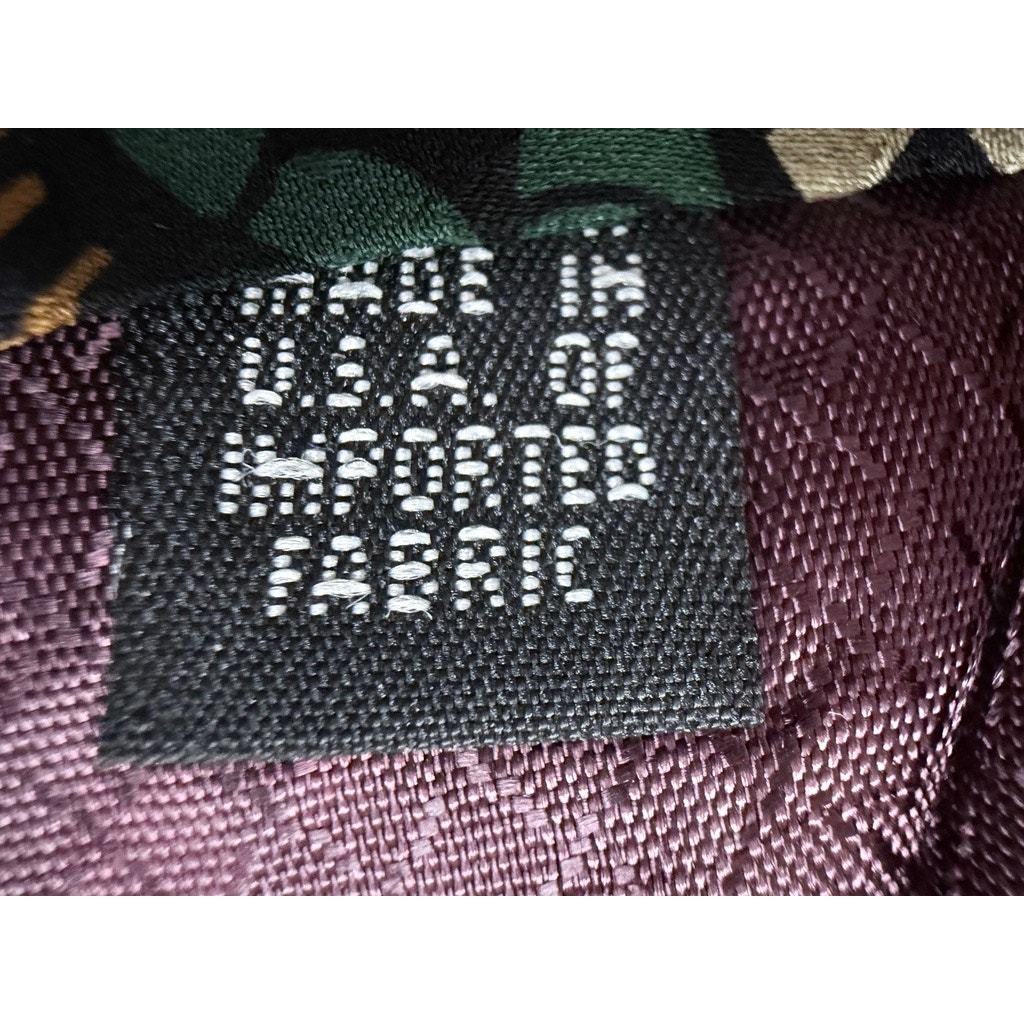 MADE IN
U.S.A. OF
IMPORTED
FABRIC